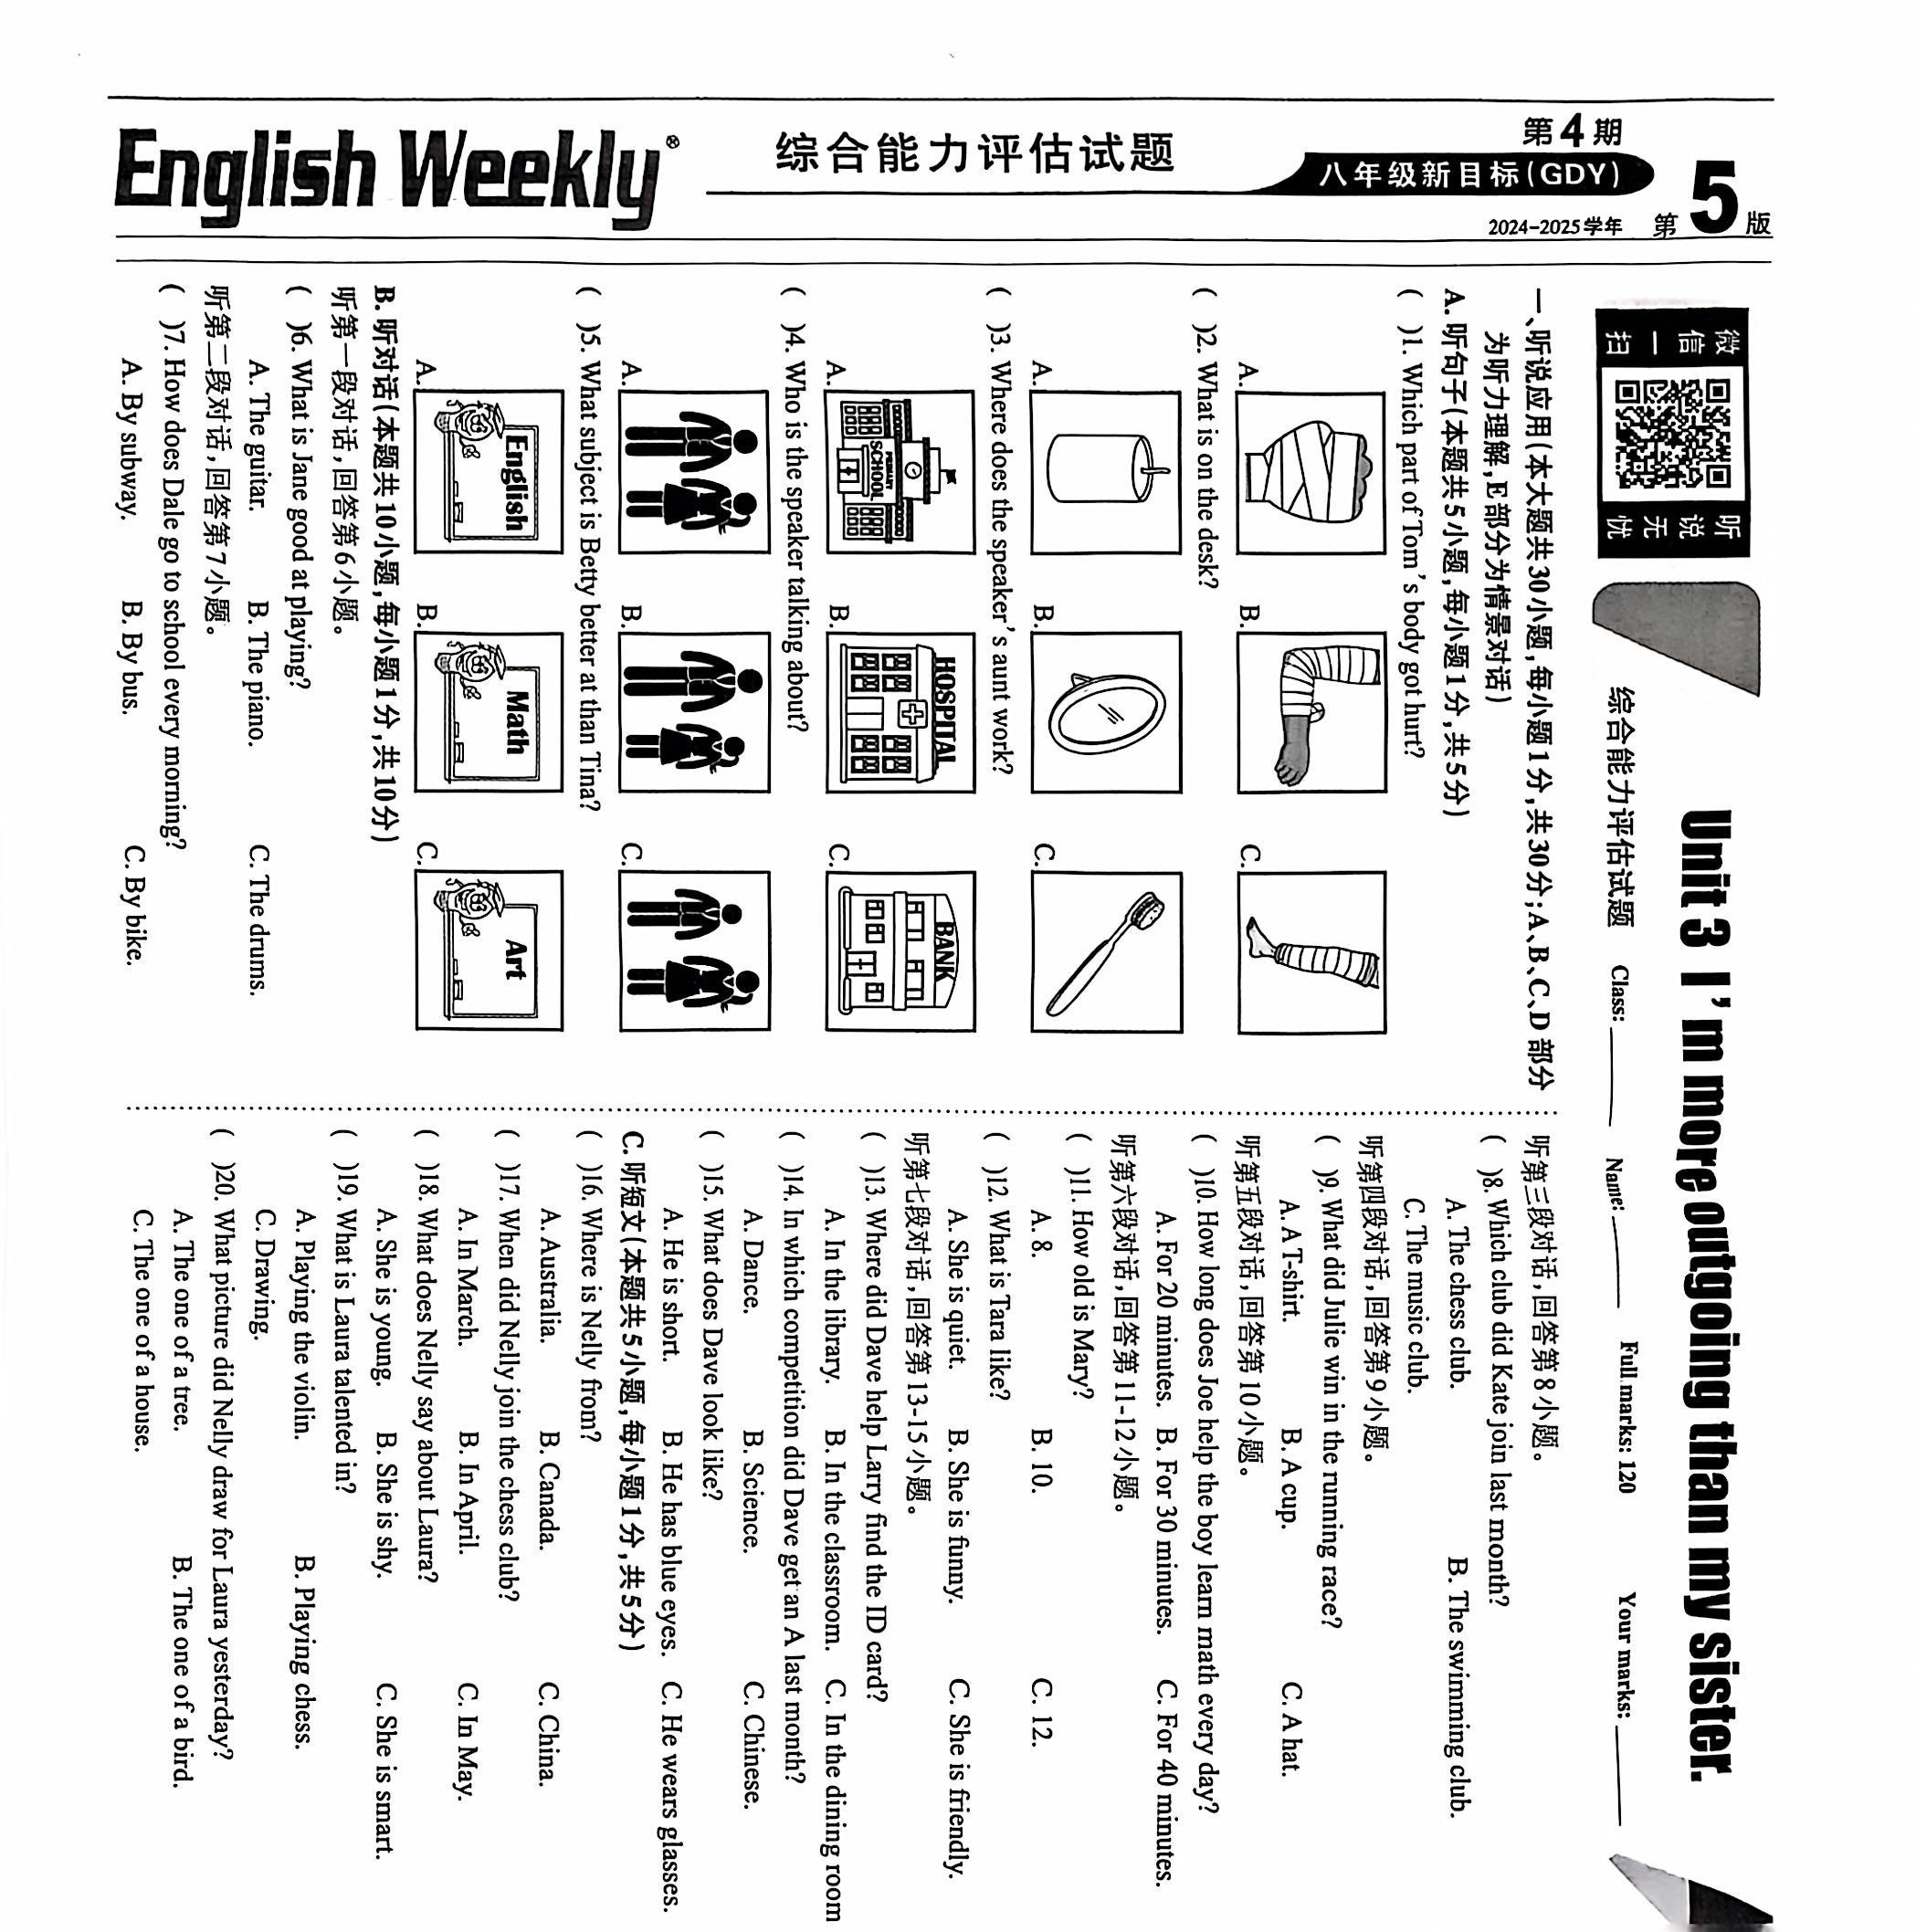 English Weekly®
综合能力评估试题
第4期
八年级新目标(GDY)
2024-2025学年
第5版
微信扫一扫
听说无忧
Unit 3 I'm more outgoing than my sister.
综合能力评估试题 Class: Name: Full marks: 120 Your marks:
一、听说应用(本大题共30小题,每小题1分,共30分;A、B、C、D部分
为听力理解,E部分为情景对话)
A. 听句子(本题共5小题,每小题1分,共5分)
( )1. Which part of Tom's body got hurt?
A. B. C.
( )2. What is on the desk?
A. B. C.
( )3. Where does the speaker's aunt work?
A. B. C.
PRIMARY SCHOOL
HOSPITAL
BANK
( )4. Who is the speaker talking about?
A. B. C.
( )5. What subject is Betty better at than Tina?
A. B. C.
English
Math
Art
B. 听对话(本题共10小题,每小题1分,共10分)
听第一段对话,回答第6小题。
( )6. What is Jane good at playing?
A. The guitar. B. The piano. C. The drums.
听第二段对话,回答第7小题。
( )7. How does Dale go to school every morning?
A. By subway. B. By bus. C. By bike.
听第三段对话,回答第8小题。
( )8. Which club did Kate join last month?
A. The chess club. B. The swimming club.
C. The music club.
听第四段对话,回答第9小题。
( )9. What did Julie win in the running race?
A. A T-shirt. B. A cup. C. A hat.
听第五段对话,回答第10小题。
( )10. How long does Joe help the boy learn math every day?
A. For 20 minutes. B. For 30 minutes. C. For 40 minutes.
听第六段对话,回答第11-12小题。
( )11. How old is Mary?
A. 8. B. 10. C. 12.
( )12. What is Tara like?
A. She is quiet. B. She is funny. C. She is friendly.
听第七段对话,回答第13-15小题。
( )13. Where did Dave help Larry find the ID card?
A. In the library. B. In the classroom. C. In the dining room
( )14. In which competition did Dave get an A last month?
A. Dance. B. Science. C. Chinese.
( )15. What does Dave look like?
A. He is short. B. He has blue eyes. C. He wears glasses.
C. 听短文(本题共5小题,每小题1分,共5分)
( )16. Where is Nelly from?
A. Australia. B. Canada. C. China.
( )17. When did Nelly join the chess club?
A. In March. B. In April. C. In May.
( )18. What does Nelly say about Laura?
A. She is young. B. She is shy. C. She is smart.
( )19. What is Laura talented in?
A. Playing the violin. B. Playing chess.
C. Drawing.
( )20. What picture did Nelly draw for Laura yesterday?
A. The one of a tree. B. The one of a bird.
C. The one of a house.